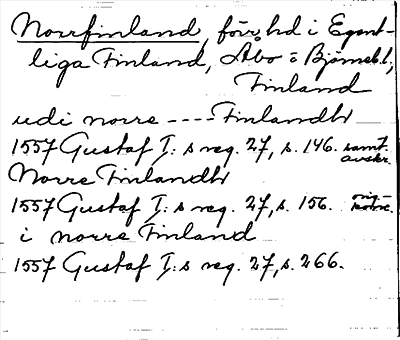 Norrfinland, förr hd i Egent-
liga Finland, Åbo o Björneb. l.,
Finland
udi norre ---- Finlandh
1557 Gustaf I:s reg. 27, s. 146. samt. avskr.
Norre Finlandh
1557 Gustaf I:s reg. 27, s. 156.
i norre Finland
1557 Gustaf I:s reg. 27, s. 266.